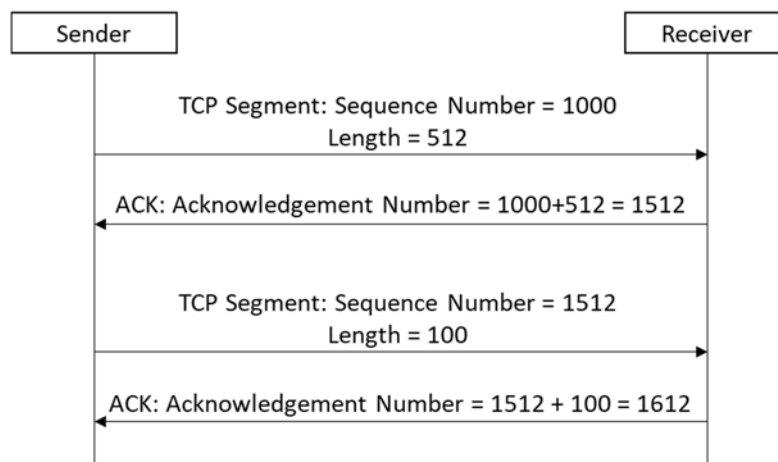 Sender
Receiver
TCP Segment: Sequence Number = 1000
Length = 512
ACK: Acknowledgement Number = 1000+512 = 1512
TCP Segment: Sequence Number = 1512
Length = 100
ACK: Acknowledgement Number = 1512 + 100 = 1612